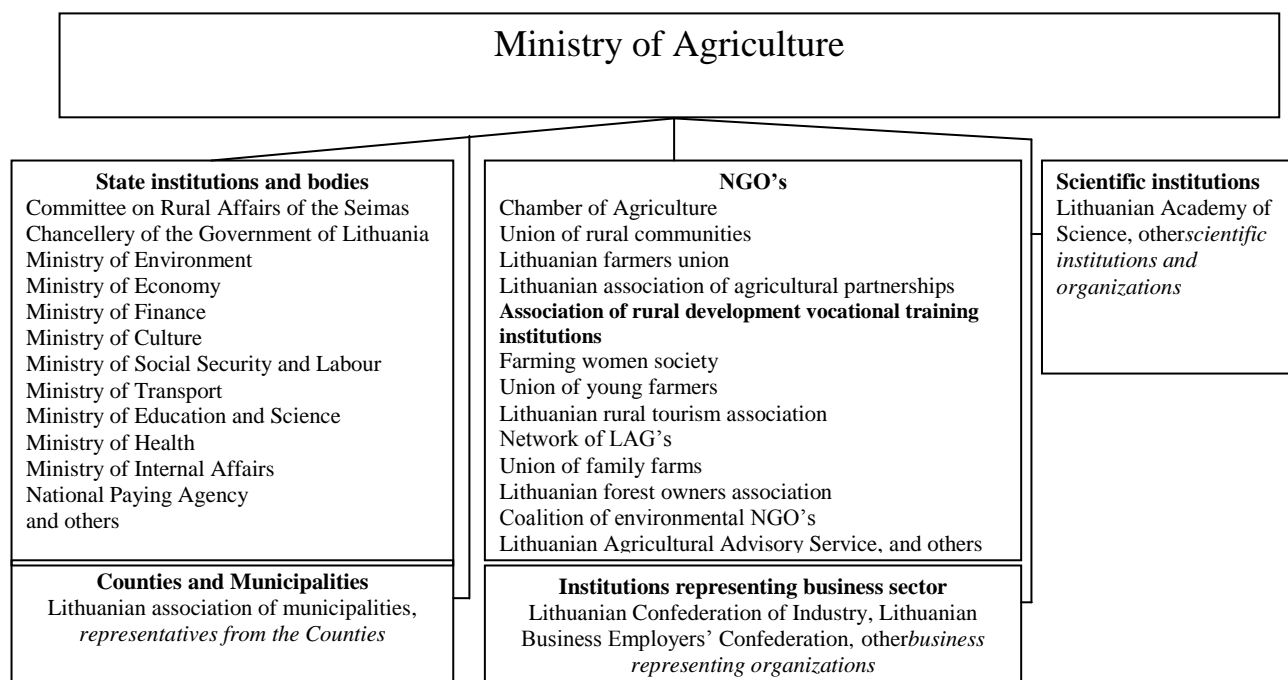 Ministry of Agriculture
State institutions and bodies
Committee on Rural Affairs of the Seimas
Chancellery of the Government of Lithuania
Ministry of Environment
Ministry of Economy
Ministry of Finance
Ministry of Culture
Ministry of Social Security and Labour
Ministry of Transport
Ministry of Education and Science
Ministry of Health
Ministry of Internal Affairs
National Paying Agency
and others
Counties and Municipalities
Lithuanian association of municipalities,
representatives from the Counties
NGO’s
Chamber of Agriculture
Union of rural communities
Lithuanian farmers union
Lithuanian association of agricultural partnerships
Association of rural development vocational training
institutions
Farming women society
Union of young farmers
Lithuanian rural tourism association
Network of LAG’s
Union of family farms
Lithuanian forest owners association
Coalition of environmental NGO’s
Lithuanian Agricultural Advisory Service, and others
Institutions representing business sector
Lithuanian Confederation of Industry, Lithuanian
Business Employers’ Confederation, otherbusiness
representing organizations
Scientific institutions
Lithuanian Academy of
Science, otherscientific
institutions and
organizations